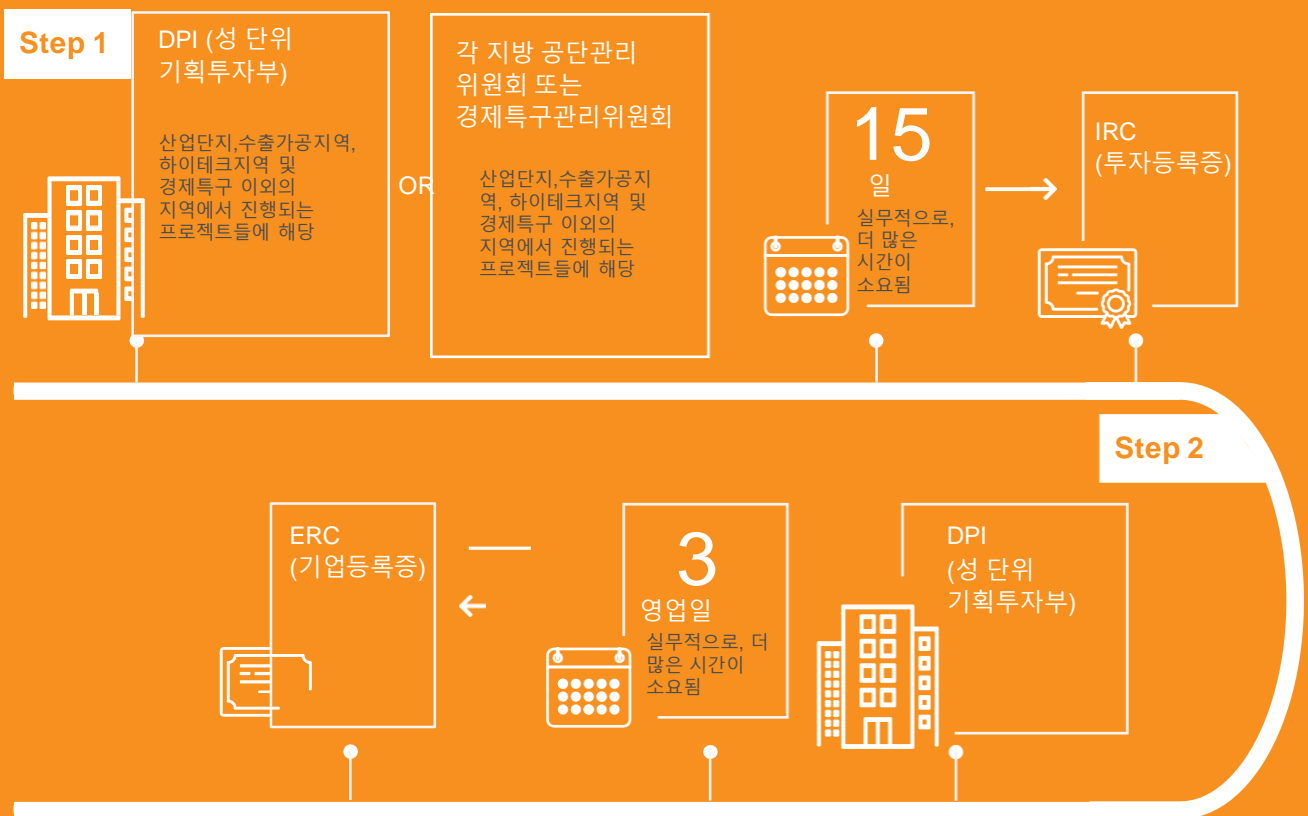 Step 1
DPI (성 단위
기획투자부)
산업단지,수출가공지역,
하이테크지역 및
경제특구 이외의
지역에서 진행되는
프로젝트들에 해당
OR
각 지방 공단관리
위원회 또는
경제특구관리위원회
산업단지,수출가공지
역, 하이테크지역 및
경제특구 이외의
지역에서 진행되는
프로젝트들에 해당
15
일
실무적으로,
더 많은
시간이
소요됨
IRC
(투자등록증)
Step 2
DPI
(성 단위
기획투자부)
3
영업일
실무적으로, 더
많은 시간이
소요됨
ERC
(기업등록증)